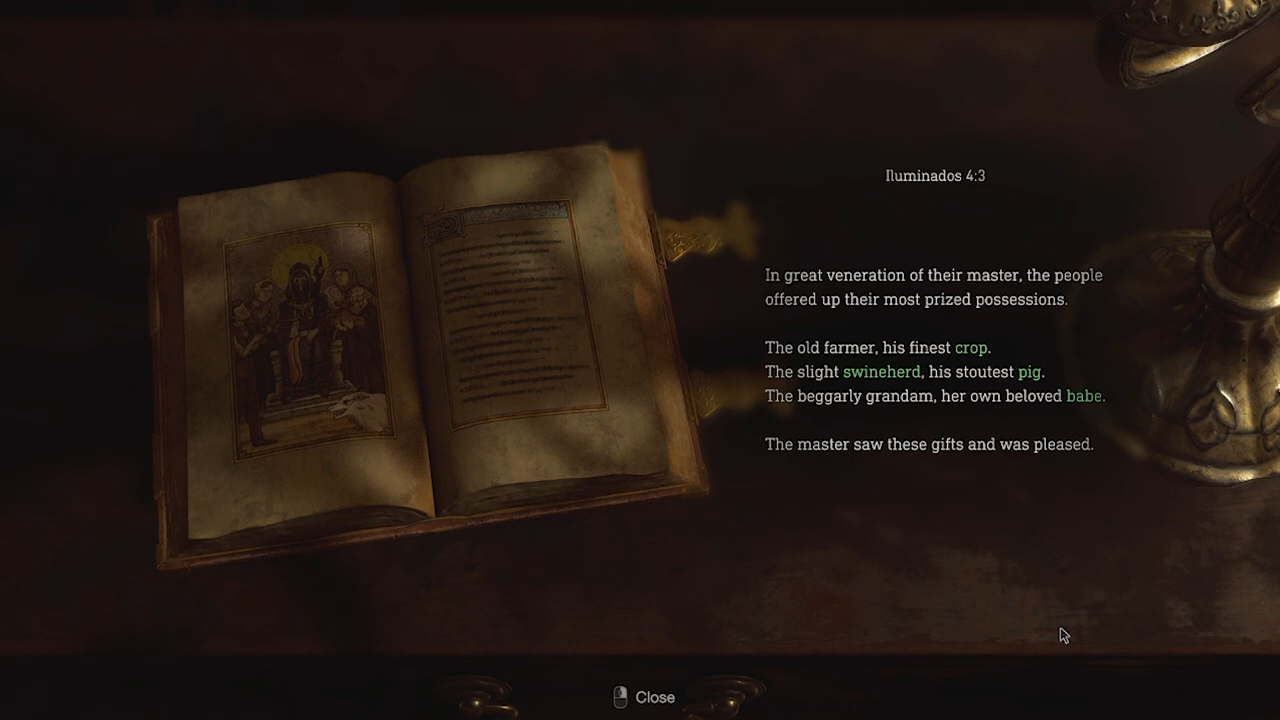 Iluminados 4:3
In great veneration of their master, the people
offered up their most prized possessions.
The old farmer, his finest crop.
The slight swineherd, his stoutest pig.
The beggarly grandam, her own beloved babe.
The master saw these gifts and was pleased.
Close